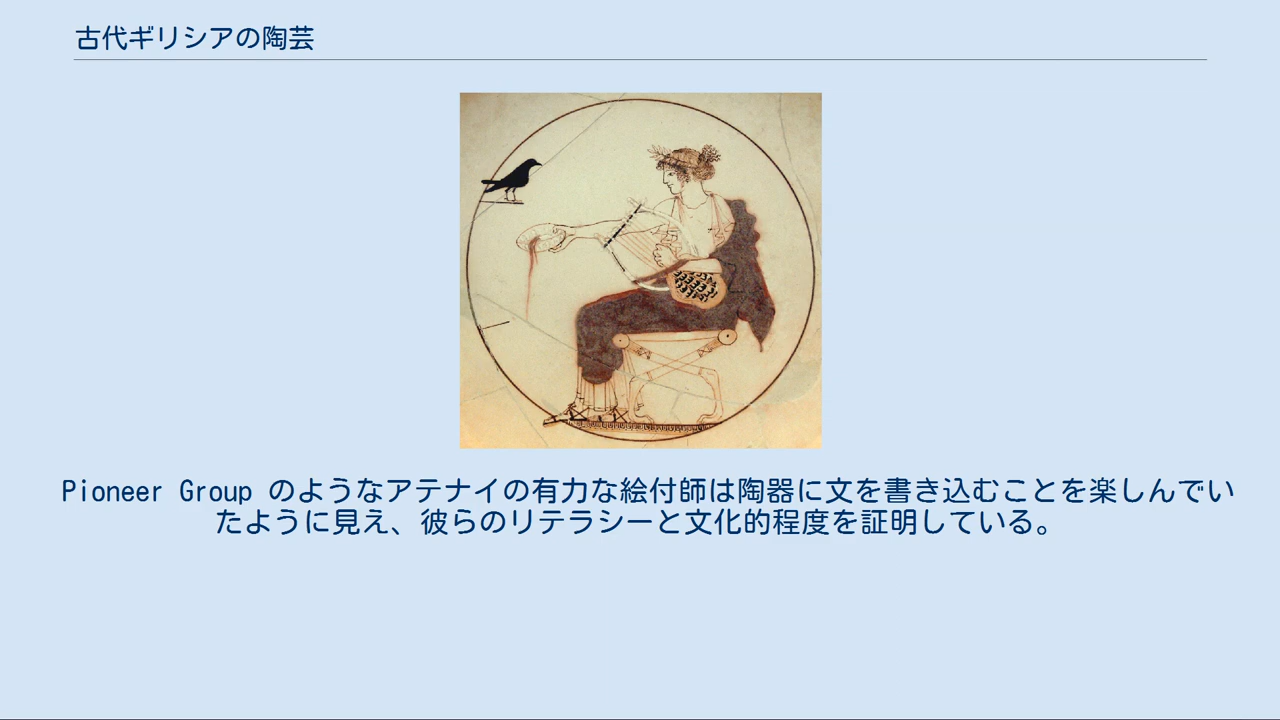 古代ギリシアの陶芸
Pioneer Group のようなアテナイの有力な絵付師は陶器に文を書き込むことを楽しんでい
たように見え、彼らのリテラシーと文化的程度を証明している。